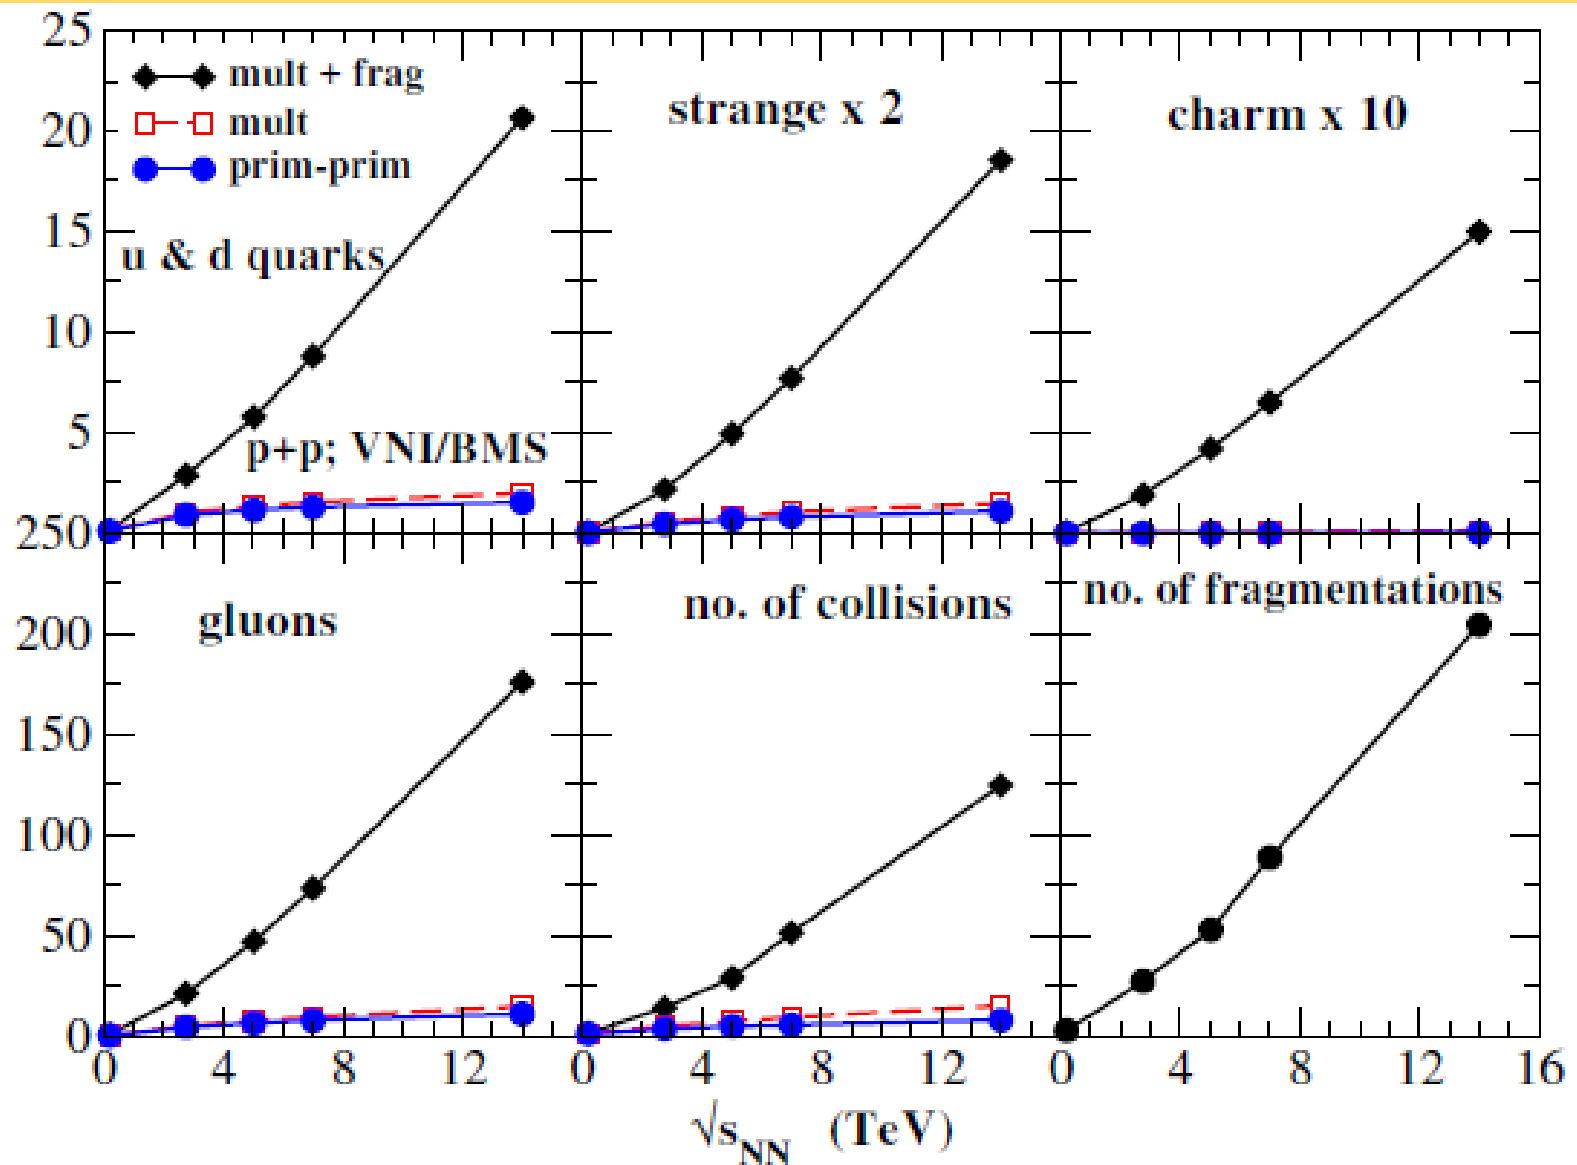 25
20
15
10
5
250
200
150
100
50
0
mult + frag
mult
prim-prim
u & d quarks
p+p; VNI/BMS
strange x 2
charm x 10
gluons
no. of collisions
no. of fragmentations
0 4 8 12 0 4 8 12 0 4 8 12 16
√sNN (TeV)